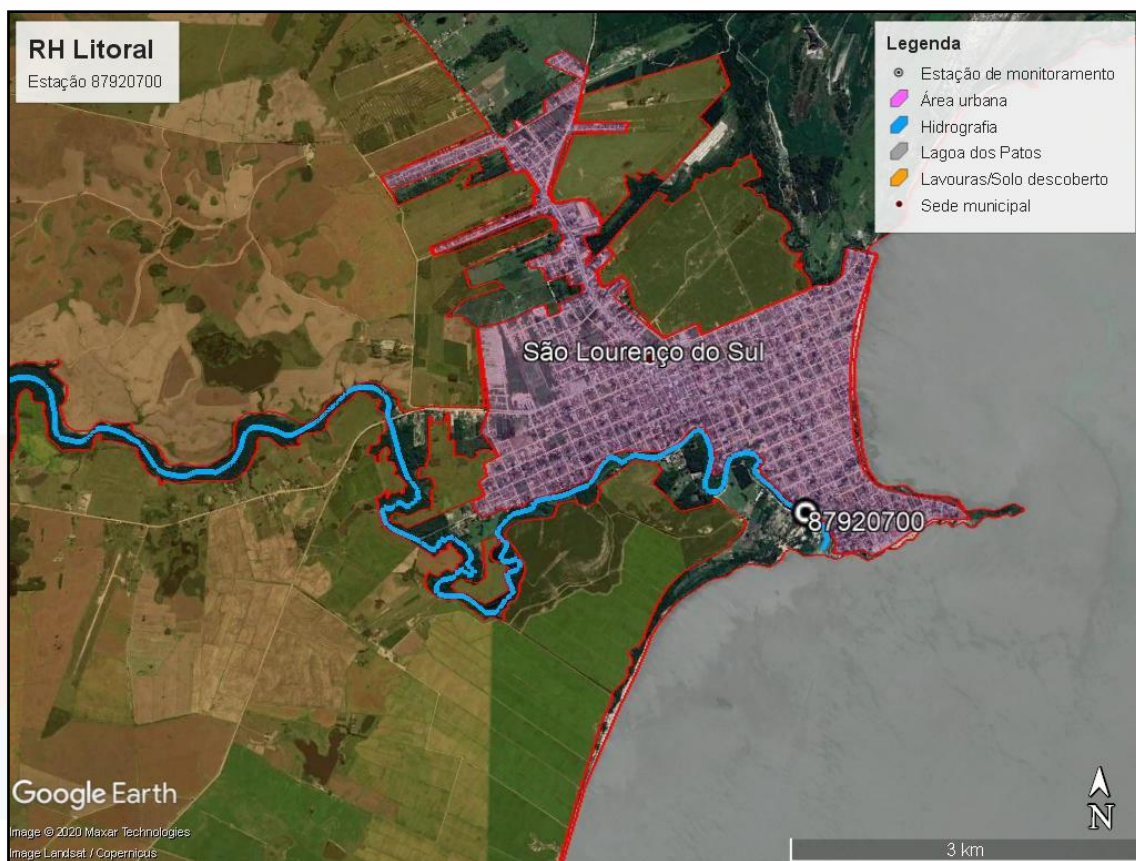 RH Litoral
Estação 87920700
Legenda
Estação de monitoramento
Área urbana
Hidrografia
Lagoa dos Patos
Lavouras/Solo descoberto
Sede municipal
São Lourenço do Sul
87920700
Google Earth
Image © 2020 Maxar Technologies
Image Landsat / Copernicus
N
3 km